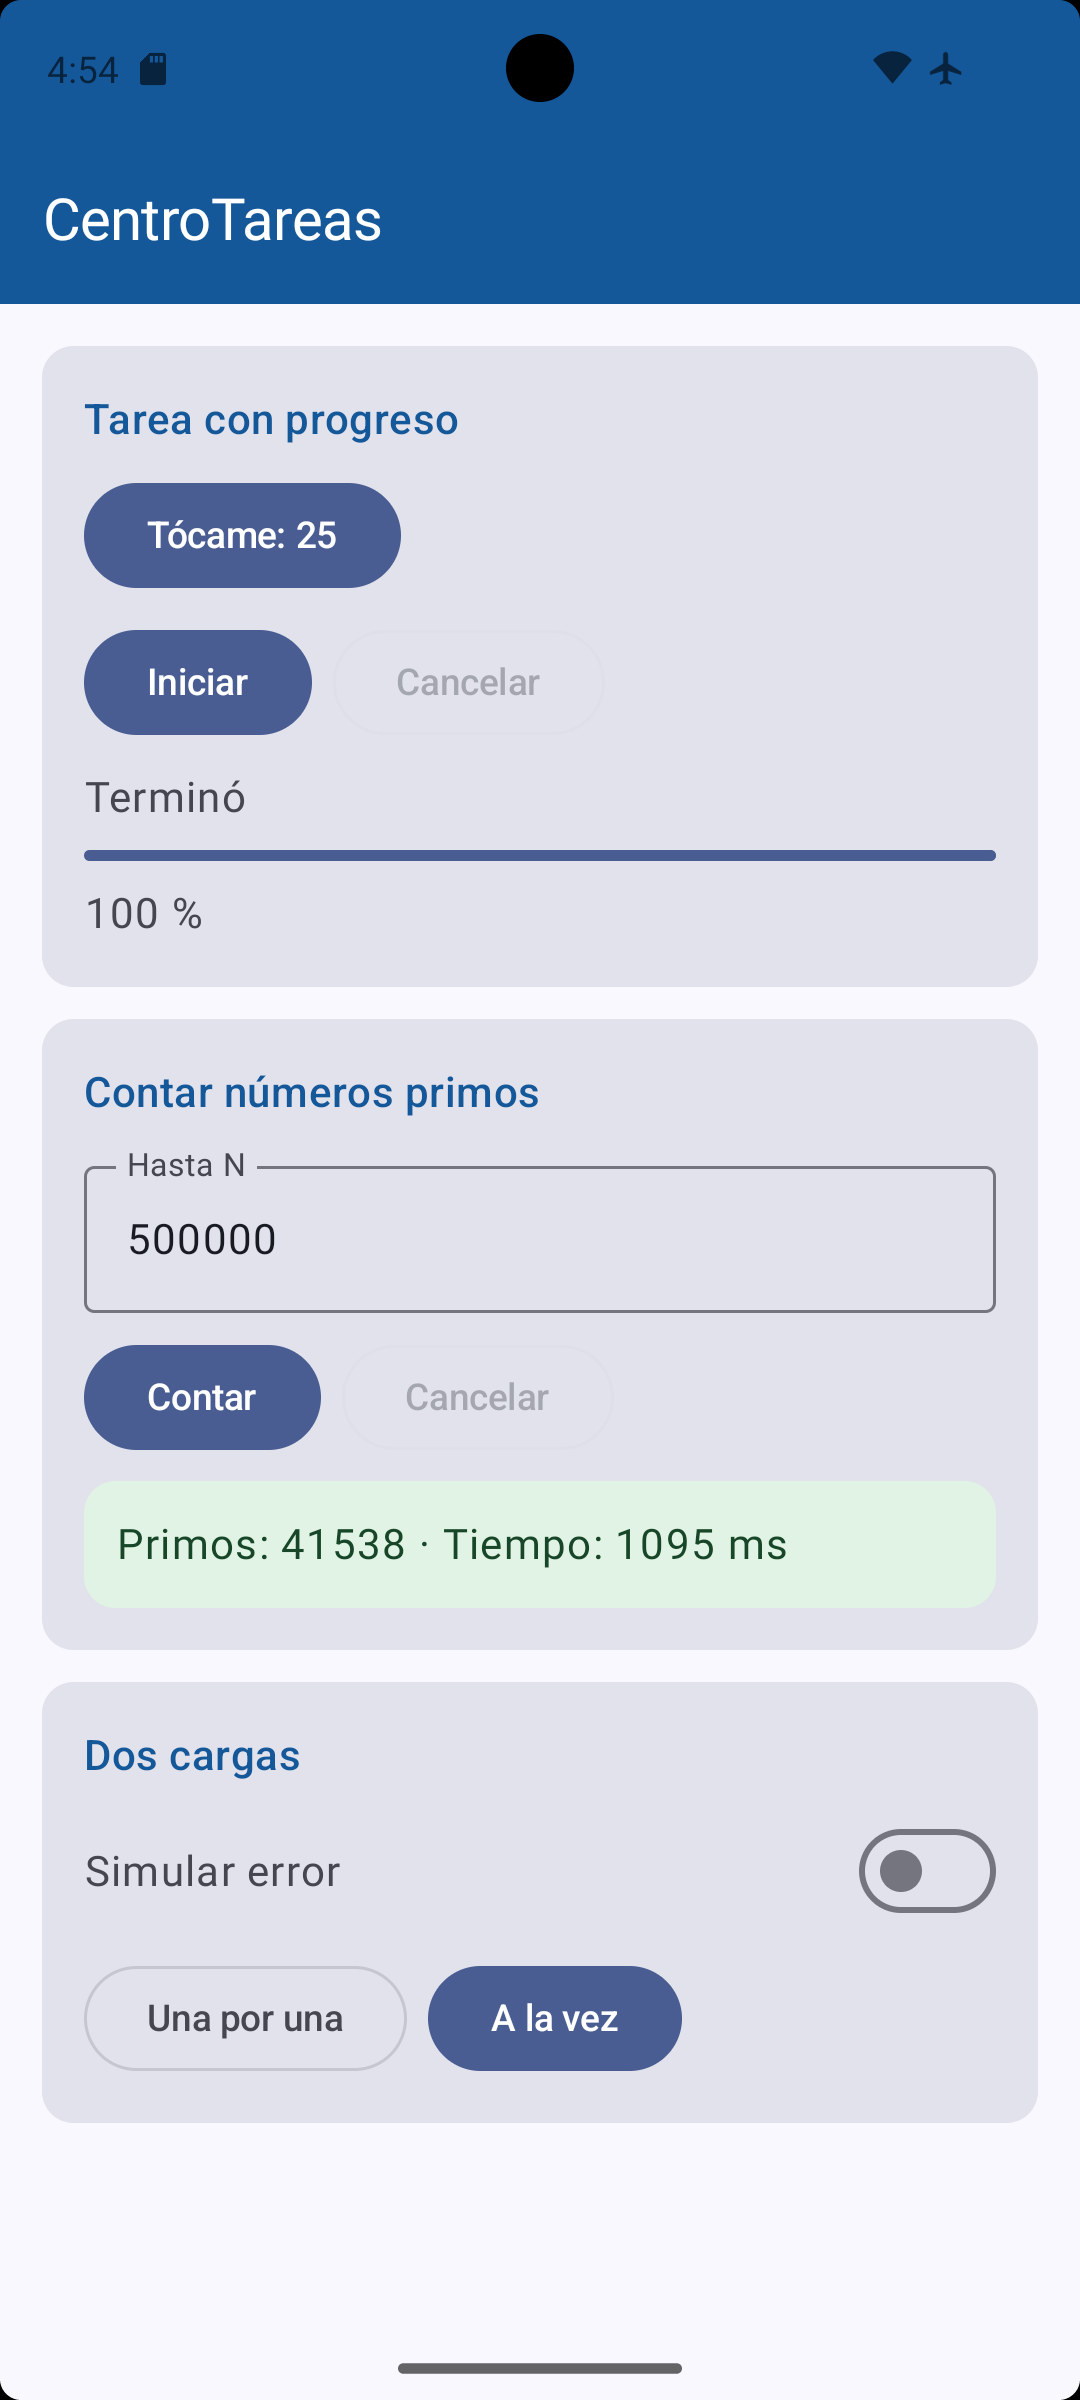 4:54
CentroTareas
Tarea con progreso
Tócame: 25
Iniciar Cancelar
Terminó
100 %
Contar números primos
Hasta N
500000
Contar Cancelar
Primos: 41538 · Tiempo: 1095 ms
Dos cargas
Simular error
Una por una A la vez